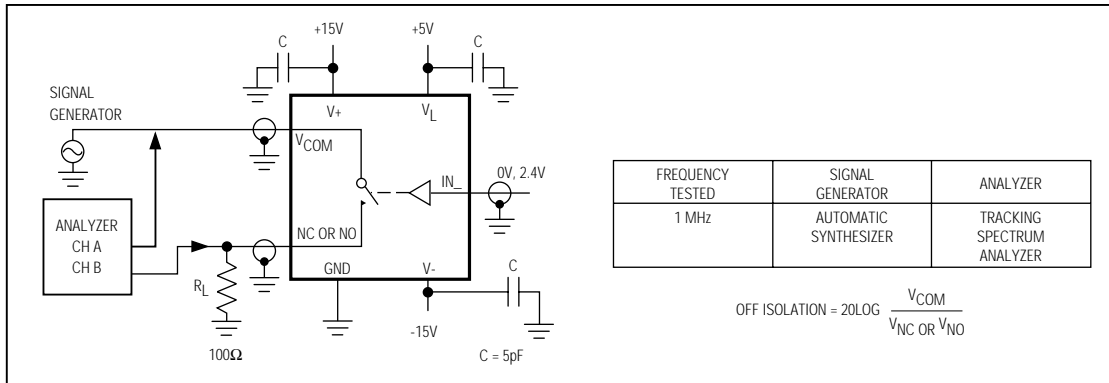 +15V
+5V
C
C
SIGNAL
GENERATOR
V+
VL
VCOM
IN_
0V, 2.4V
ANALYZER
CH A
CH B
NC OR NO
RL
GND
V-
C
100Ω
-15V
C = 5pF
FREQUENCY
TESTED
SIGNAL
GENERATOR
ANALYZER
1 MHz
AUTOMATIC
SYNTHESIZER
TRACKING
SPECTRUM
ANALYZER
OFF ISOLATION = 20LOG VCOM
VNC OR VNO